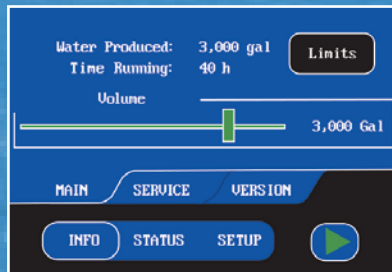 Water Produced: 3,000 gal
Limits
Time Running: 40 h
Volume
3,000 Gal
MAIN SERVICE VERSION
INFO STATUS SETUP